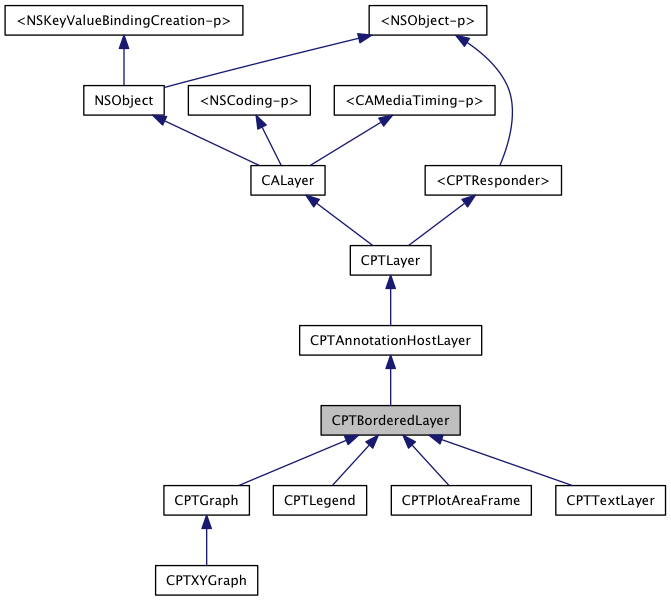 <NSKeyValueBindingCreation-p>
<NSObject-p>
NSObject
<NSCoding-p>
<CAMediaTiming-p>
CALayer
<CPTResponder>
CPTLayer
CPTAnnotationHostLayer
CPTBorderedLayer
CPTGraph
CPTLegend
CPTPlotAreaFrame
CPTTextLayer
CPTXYGraph